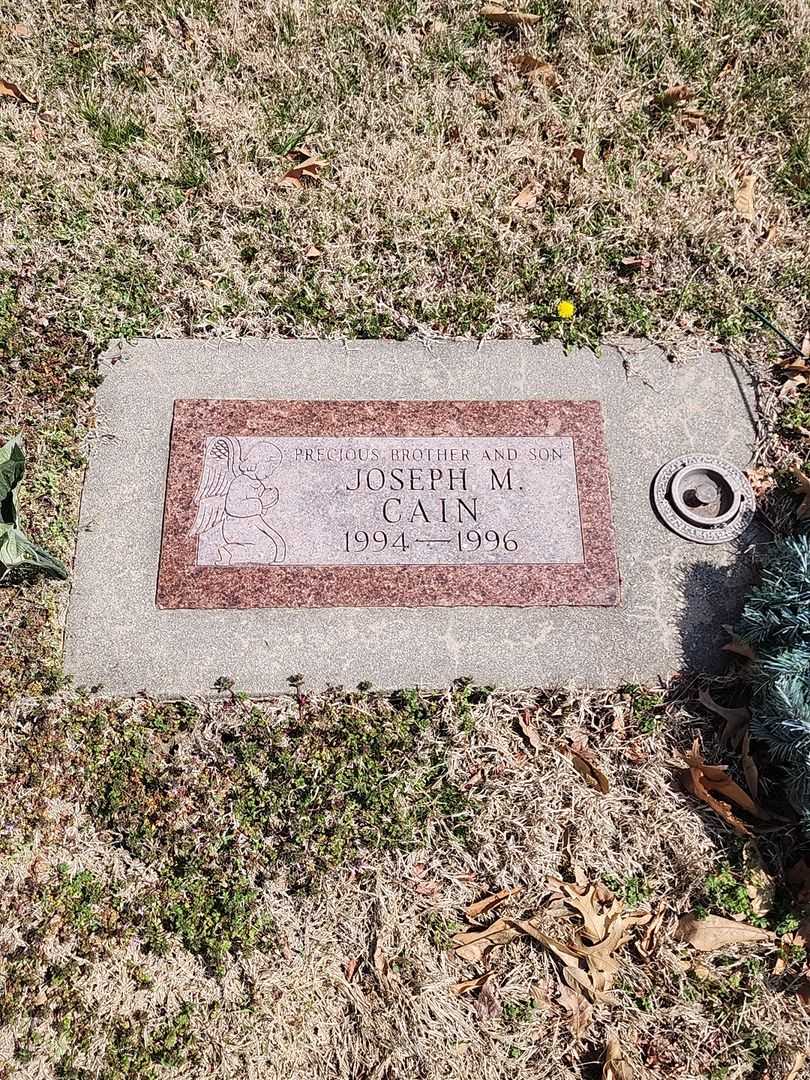 PRECIOUS BROTHER AND SON
JOSEPH M.
CAIN
1994—1996